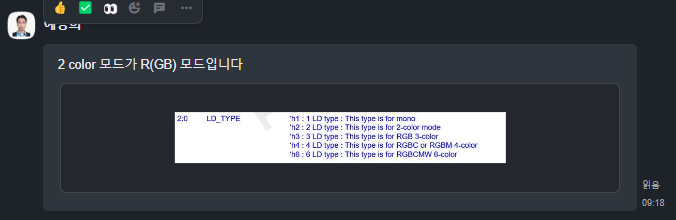 2 color 모드가 R(GB) 모드입니다
2:0 LD_TYPE 'h1 : 1 LD type : This type is for mono
'h2 : 2 LD type : This type is for 2-color mode
'h3 : 3 LD type : This type is for RGB 3-color
'h4 : 4 LD type : This type is for RGBC or RGBM 4-color
'h6 : 6 LD type : This type is for RGBCMW 6-color
읽음
09:18